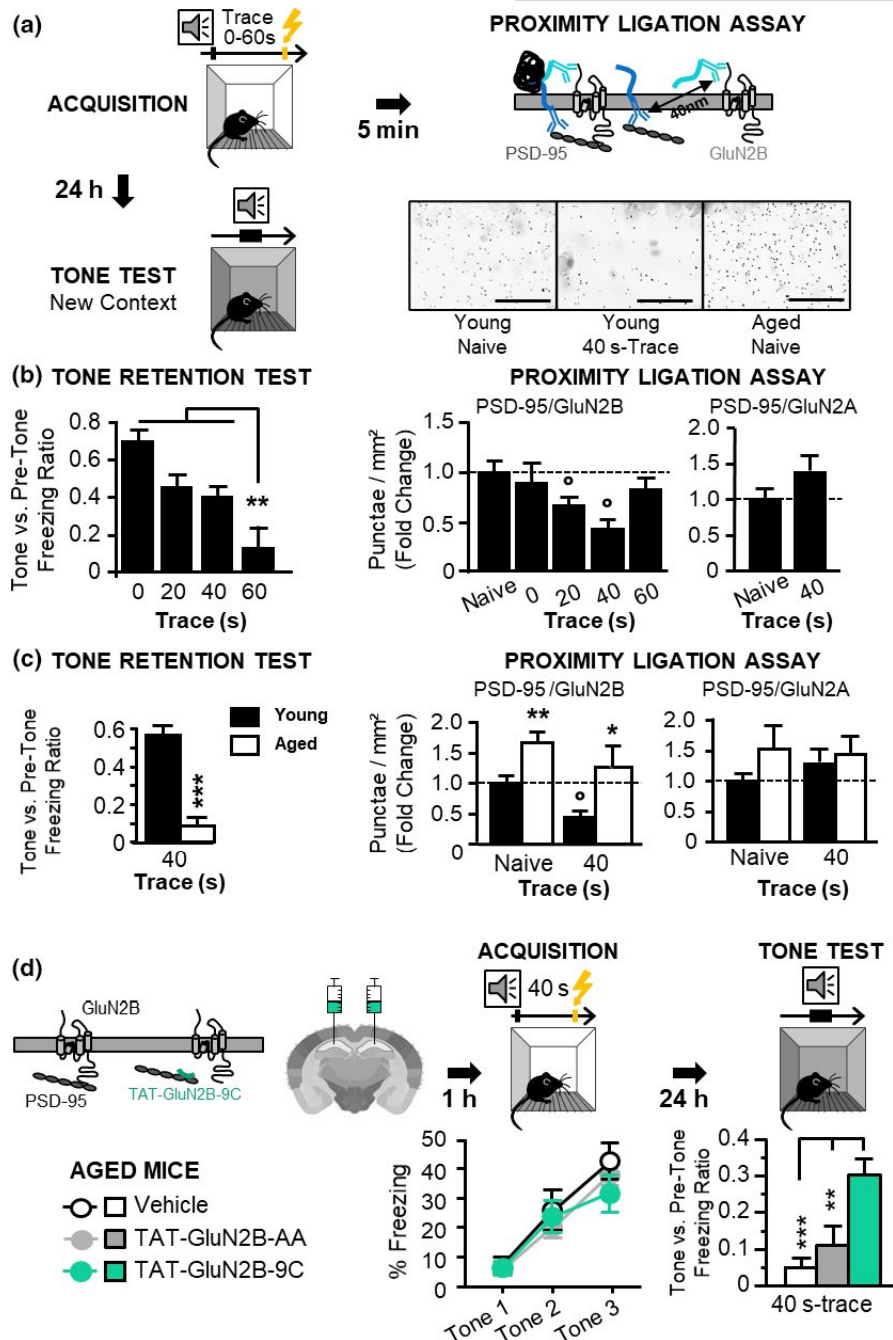 (a)
Trace
0-60s
ACQUISITION
24 h
TONE TEST
New Context
5 min
PROXIMITY LIGATION ASSAY
40nm
PSD-95
GluN2B
Young
Naive
Young
40 s-Trace
Aged
Naive
(b) TONE RETENTION TEST
Tone vs. Pre-Tone
Freezing Ratio
0.8
0.6
0.4
0.2
0
**
0 20 40 60
Trace (s)
PROXIMITY LIGATION ASSAY
PSD-95/GluN2B
Punctae / mm²
(Fold Change)
1.5
1.0
0.5
0
° °
Naive 0 20 40 60
Trace (s)
PSD-95/GluN2A
2.0
1.5
1.0
0.5
0
Naive 40
Trace (s)
(c) TONE RETENTION TEST
Tone vs. Pre-Tone
Freezing Ratio
0.6
0.4
0.2
0
***
40
Trace (s)
Young
Aged
PROXIMITY LIGATION ASSAY
PSD-95/GluN2B
Punctae / mm²
(Fold Change)
2.0
1.5
1.0
0.5
0
** ° *
Naive 40
Trace (s)
PSD-95/GluN2A
2.0
1.5
1.0
0.5
0
Naive 40
Trace (s)
(d)
GluN2B
PSD-95
TAT-GluN2B-9C
AGED MICE
Vehicle
TAT-GluN2B-AA
TAT-GluN2B-9C
1 h
ACQUISITION
40 s
% Freezing
50
40
30
20
10
0
Tone 1 Tone 2 Tone 3
24 h
TONE TEST
Tone vs. Pre-Tone
Freezing Ratio
0.4
0.3
0.2
0.1
0
*** **
40 s-trace